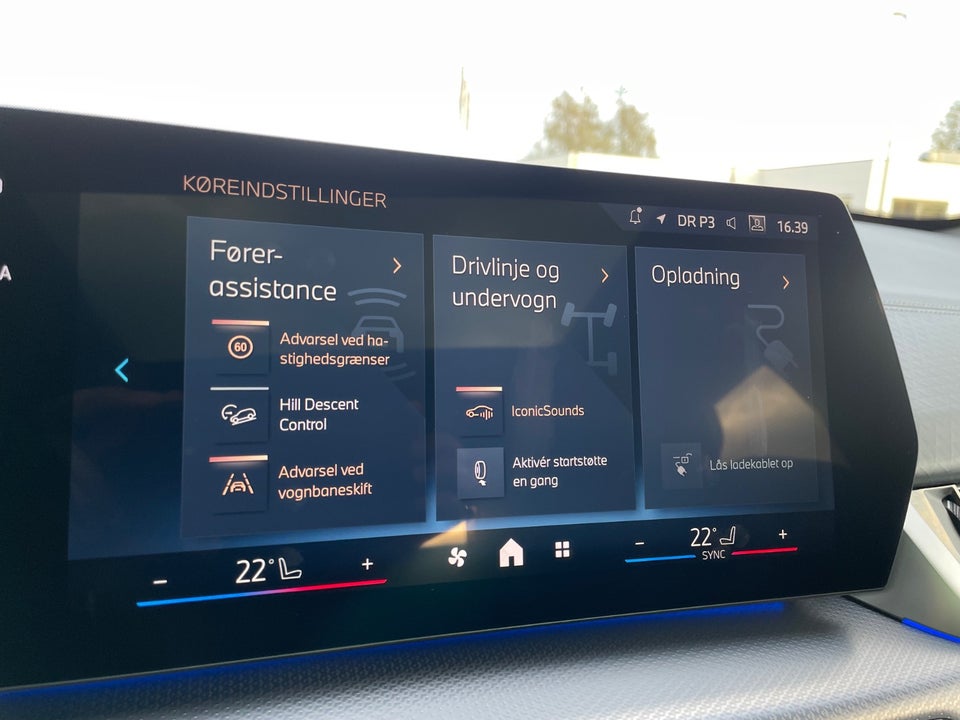 KØREINDSTILLINGER
DR P3 16.39
A
Fører-
assistance
60
Advarsel ved ha-
stighedsgrænser
Hill Descent
Control
Advarsel ved
vognbaneskift
Drivlinje og
undervogn
IconicSounds
Aktivér startstøtte
en gang
Opladning
Lås ladekablet op
- 22° +
- 22° +
SYNC